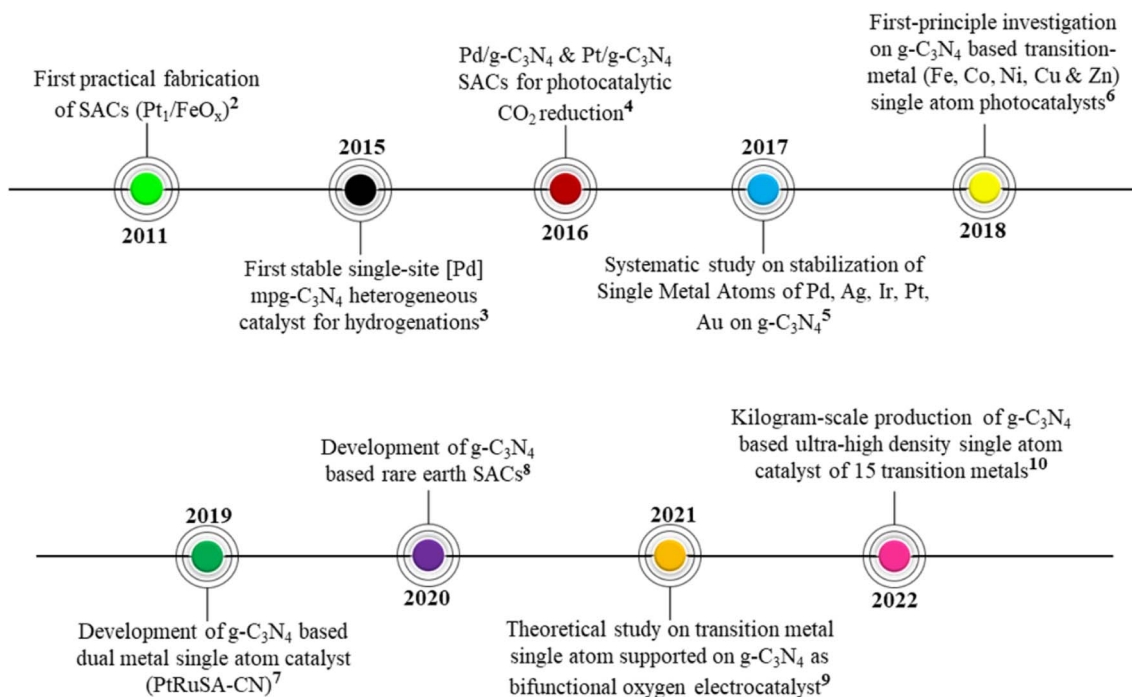 First practical fabrication
of SACs (Pt₁/FeOₓ)²
2011
2015
First stable single-site [Pd]
mpg-C₃N₄ heterogeneous
catalyst for hydrogenations³
Pd/g-C₃N₄ & Pt/g-C₃N₄
SACs for photocatalytic
CO₂ reduction⁴
2016
2017
Systematic study on stabilization of
Single Metal Atoms of Pd, Ag, Ir, Pt,
Au on g-C₃N₄⁵
First-principle investigation
on g-C₃N₄ based transition-
metal (Fe, Co, Ni, Cu & Zn)
single atom photocatalysts⁶
2018
2019
Development of g-C₃N₄ based
dual metal single atom catalyst
(PtRuSA-CN)⁷
Development of g-C₃N₄
based rare earth SACs⁸
2020
2021
Theoretical study on transition metal
single atom supported on g-C₃N₄ as
bifunctional oxygen electrocatalyst⁹
Kilogram-scale production of g-C₃N₄
based ultra-high density single atom
catalyst of 15 transition metals¹⁰
2022